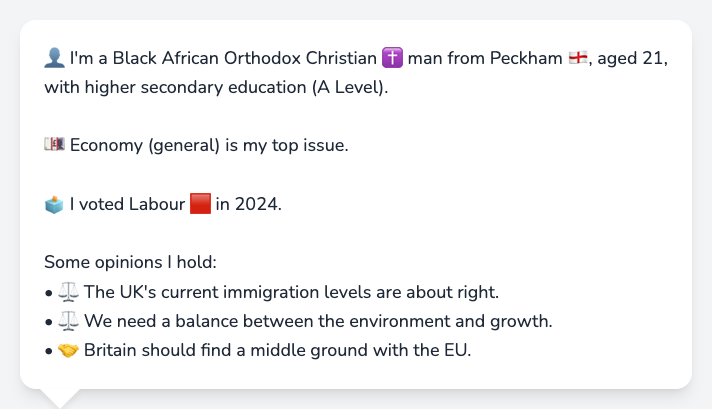 👤 I'm a Black African Orthodox Christian ✝️ man from Peckham 🏴󠁧󠁢󠁥󠁮󠁧󠁿, aged 21,
with higher secondary education (A Level).
💷 Economy (general) is my top issue.
🗳️ I voted Labour 🟥 in 2024.
Some opinions I hold:
• ⚖️ The UK's current immigration levels are about right.
• ⚖️ We need a balance between the environment and growth.
• 🤝 Britain should find a middle ground with the EU.